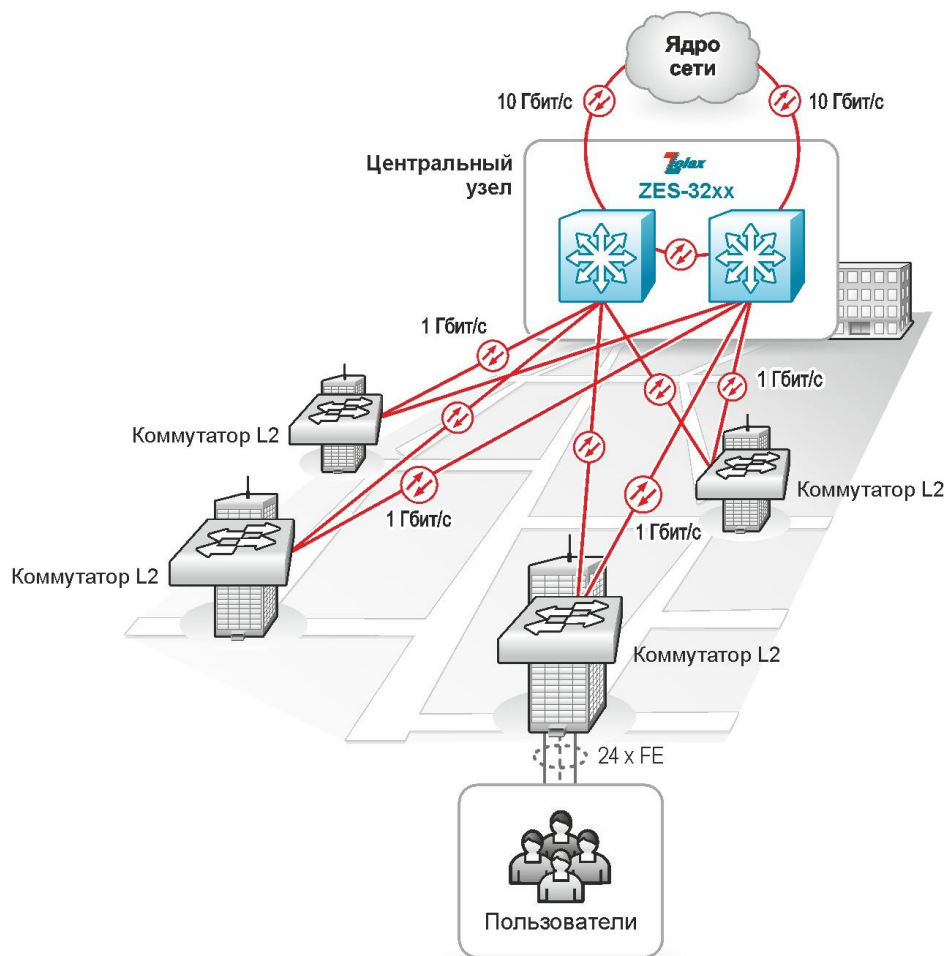 Ядро
сети
10 Гбит/с
10 Гбит/с
Центральный
узел
Zelax
ZES-32xx
1 Гбит/с
1 Гбит/с
Коммутатор L2
Коммутатор L2
1 Гбит/с
1 Гбит/с
Коммутатор L2
Коммутатор L2
24 x FE
Пользователи